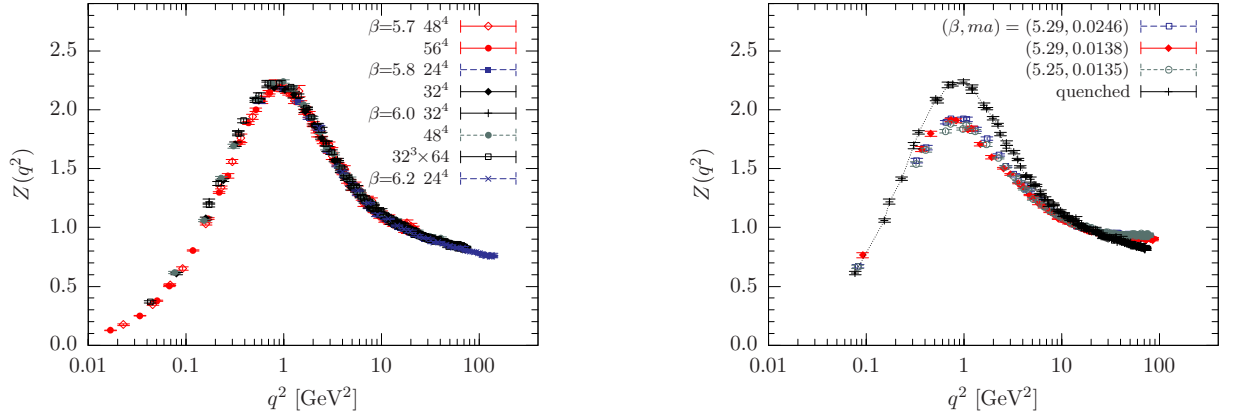 β=5.7 48⁴
56⁴
β=5.8 24⁴
32⁴
β=6.0 32⁴
48⁴
32³×64
β=6.2 24⁴
2.5
2.0
1.5
1.0
0.5
0.0
Z(q²)
0.01 0.1 1 10 100
q² [GeV²]
(β, ma) = (5.29, 0.0246)
(5.29, 0.0138)
(5.25, 0.0135)
quenched
2.5
2.0
1.5
1.0
0.5
0.0
Z(q²)
0.01 0.1 1 10 100
q² [GeV²]